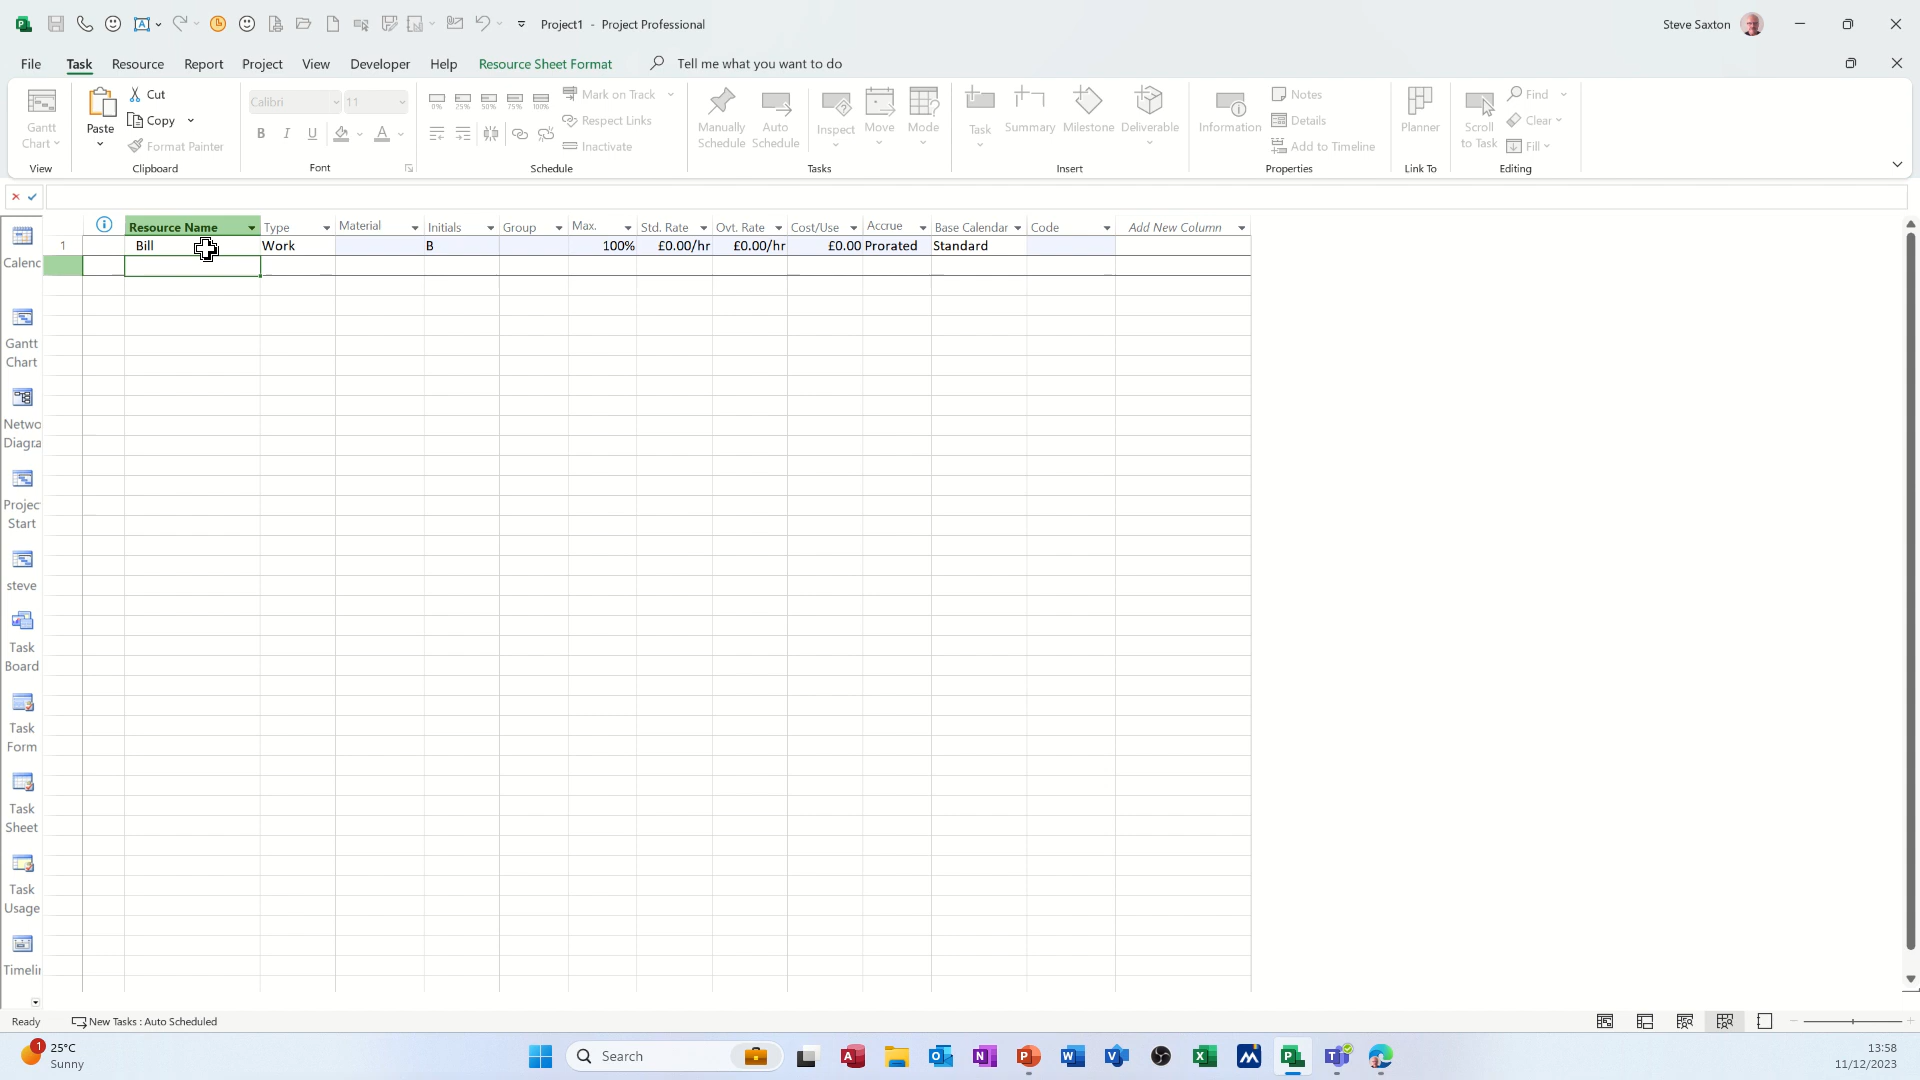 Project1 - Project Professional
Steve Saxton
File Task Resource Report Project View Developer Help Resource Sheet Format Tell me what you want to do
Gantt
Chart
View
Paste
Cut
Copy
Format Painter
Clipboard
Calibri 11
B I U A
Font
0% 25% 50% 75% 100%
Mark on Track
Respect Links
Inactivate
Schedule
Manually
Schedule
Auto
Schedule
Inspect
Move
Mode
Tasks
Task
Summary
Milestone
Deliverable
Insert
Information
Notes
Details
Add to Timeline
Properties
Planner
Link To
Scroll
to Task
Find
Clear
Fill
Editing
Resource Name Type Material Initials Group Max. Std. Rate Ovt. Rate Cost/Use Accrue Base Calendar Code Add New Column
1 Bill Work B 100% £0.00/hr £0.00/hr £0.00 Prorated Standard
Calenc
Gantt
Chart
Netwo
Diagra
Projec
Start
steve
Task
Board
Task
Form
Task
Sheet
Task
Usage
Timelin
Ready New Tasks : Auto Scheduled
1
25°C
Sunny
Search
13:58
11/12/2023